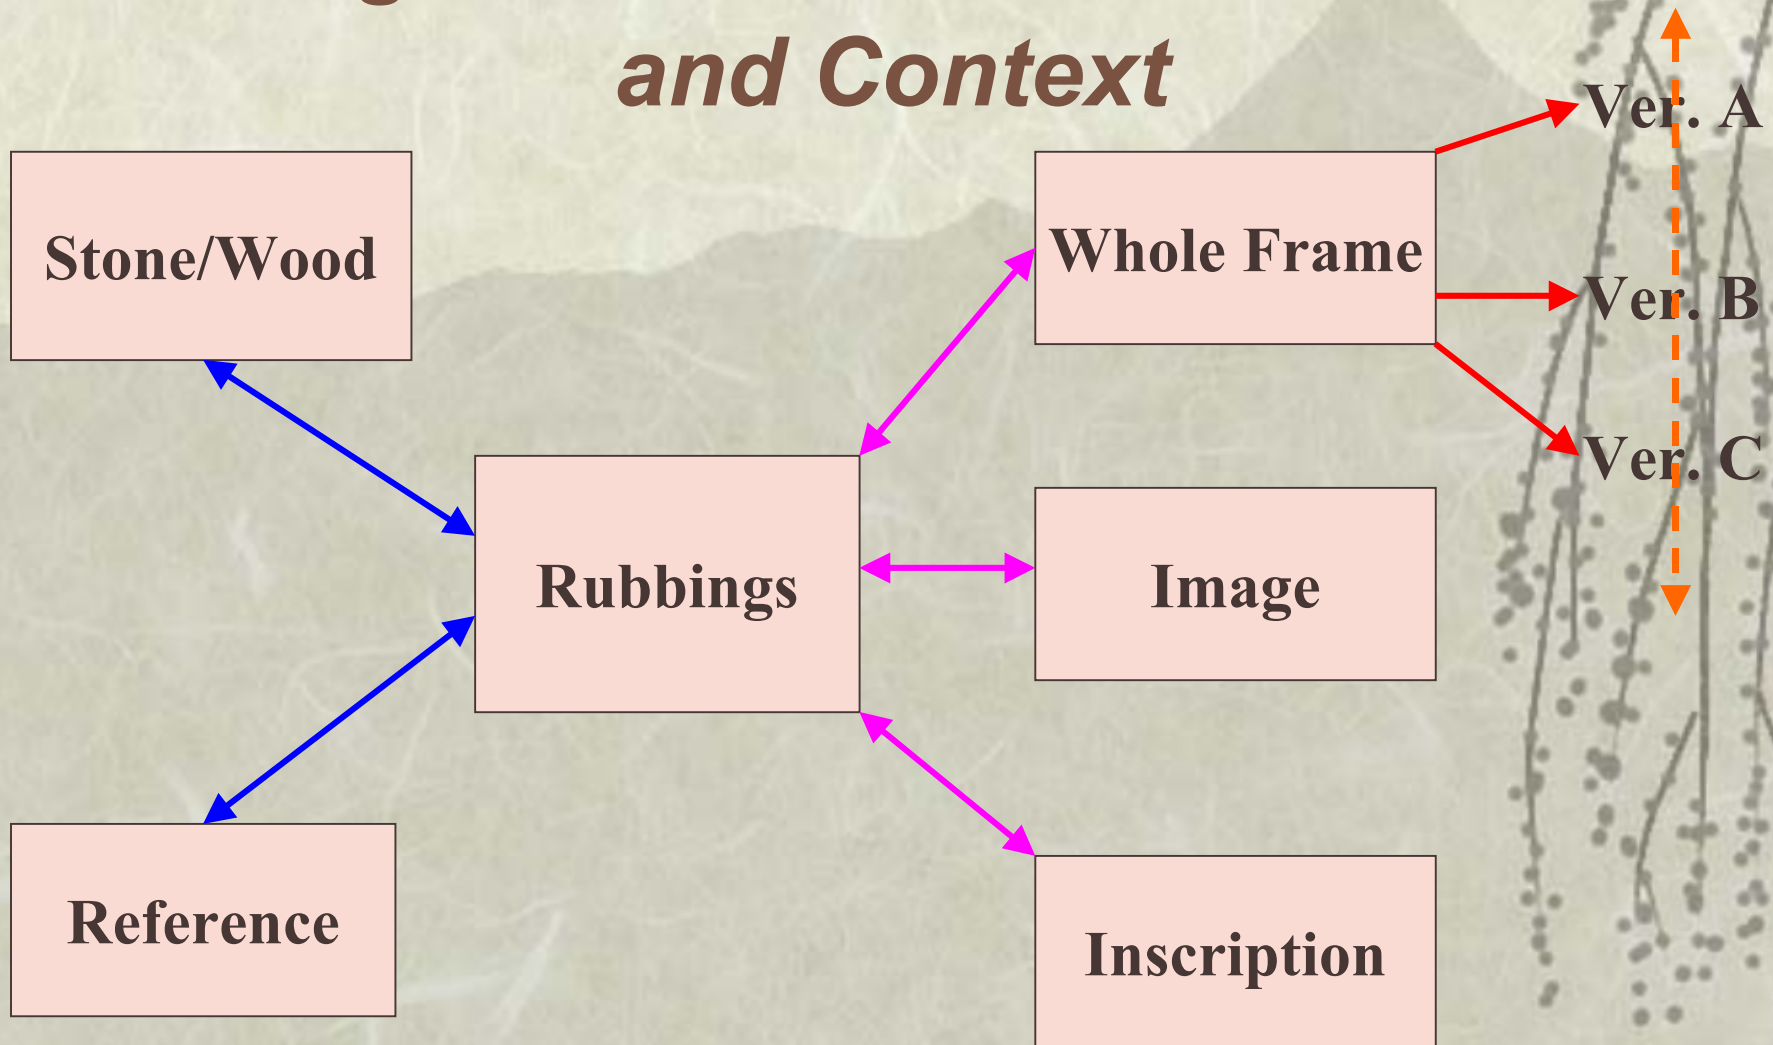 and Context
Ver. A
Stone/Wood
Whole Frame
Ver. B
Ver. C
Rubbings
Image
Reference
Inscription